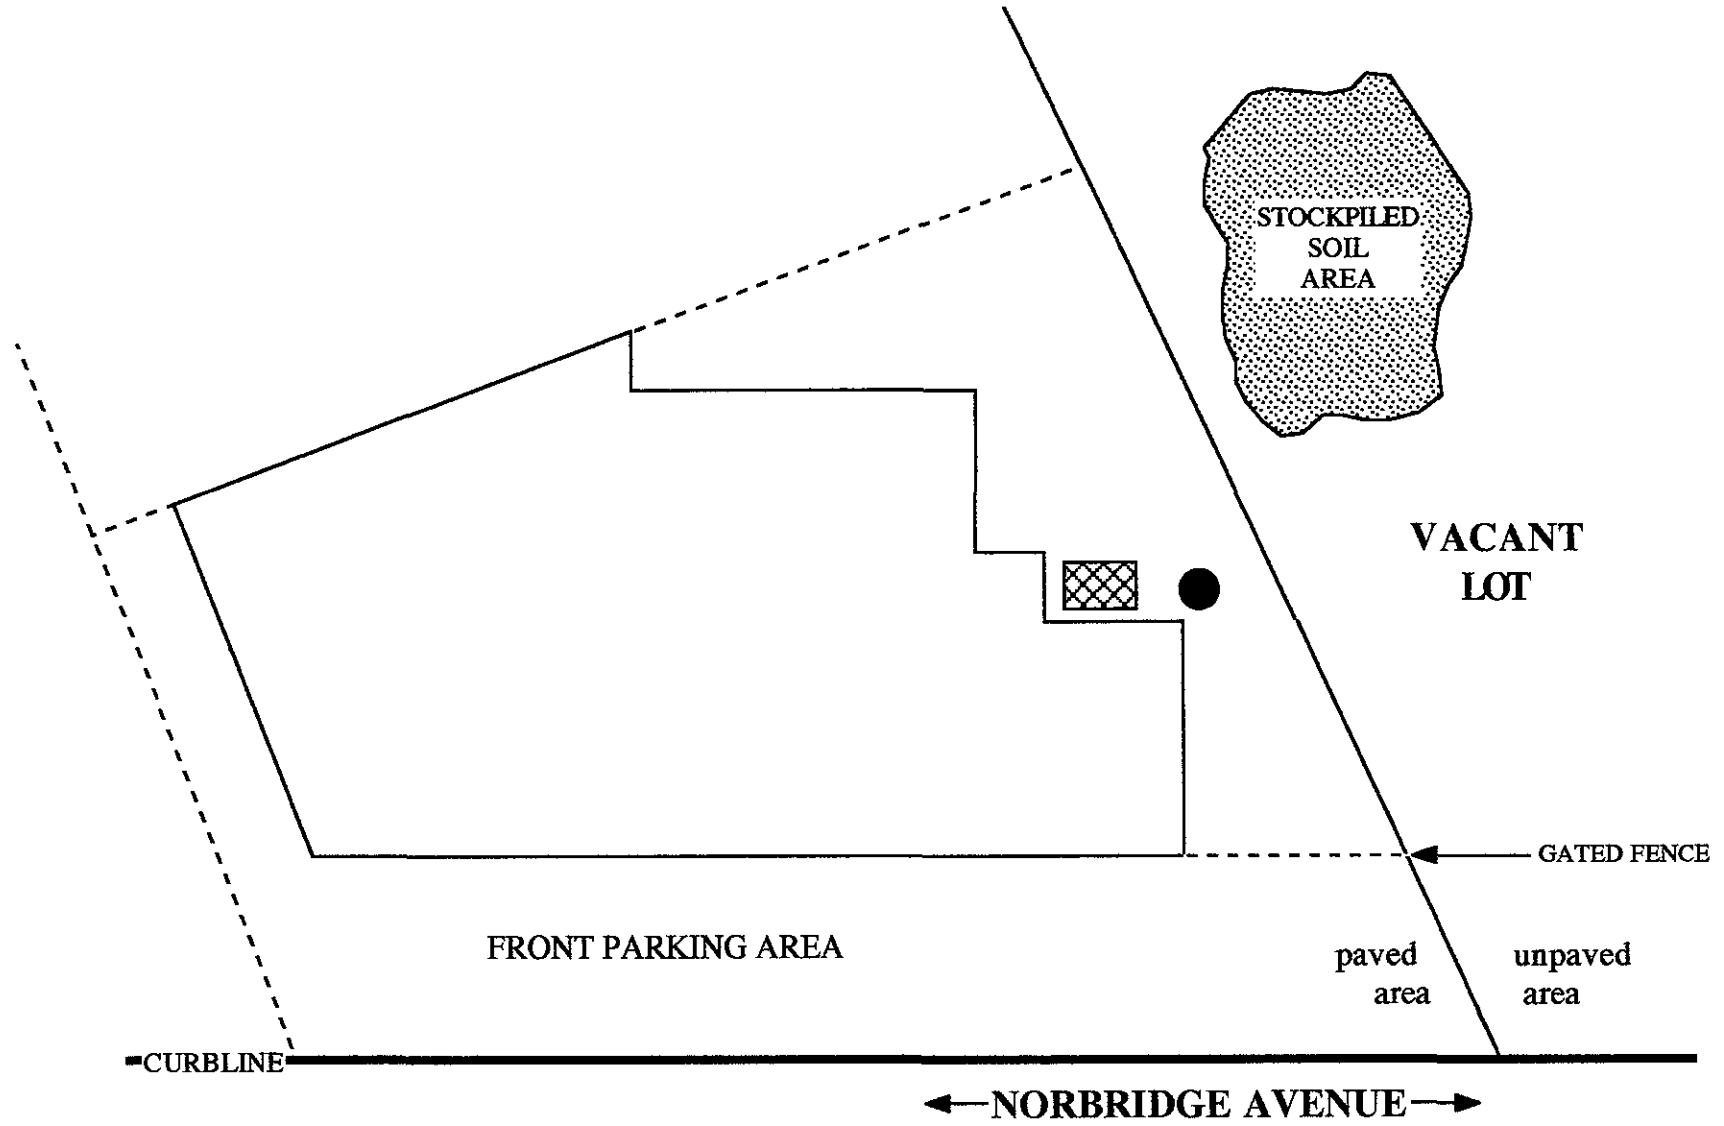 STOCKPILED
SOIL
AREA
VACANT
LOT
GATED FENCE
FRONT PARKING AREA
paved
area
unpaved
area
CURBLINE
NORBRIDGE AVENUE